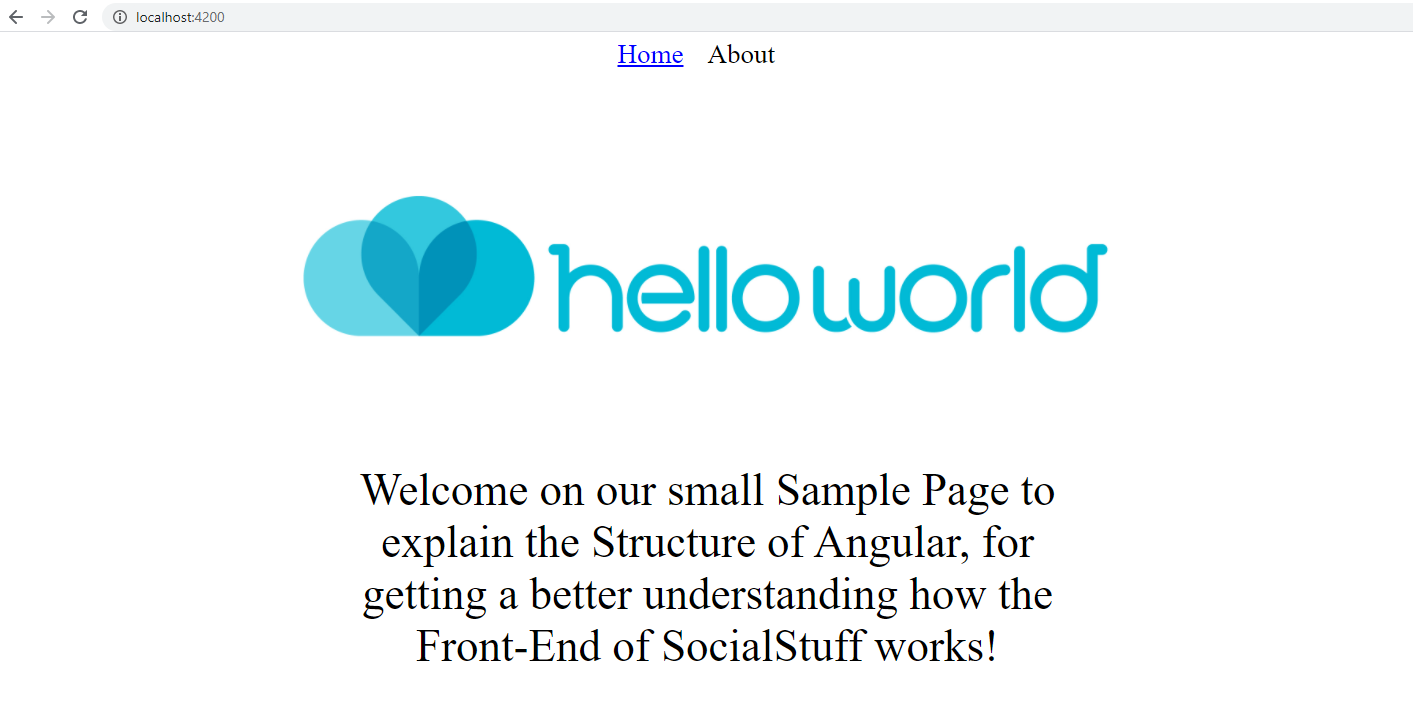 localhost:4200
Home About
helloworld
Welcome on our small Sample Page to
explain the Structure of Angular, for
getting a better understanding how the
Front-End of SocialStuff works!